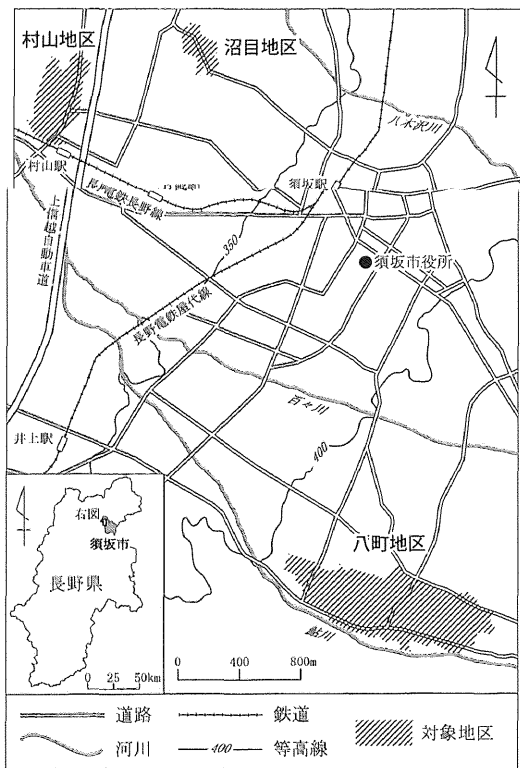 村山地区
沼目地区
八木沢川
村山駅
長野電鉄長野線
須坂駅
上信越自動車道
350
須坂市役所
長野電鉄屋代線
百々川
井上駅
400
右図
須坂市
長野県
八町地区
鮎川
0 25 50km
0 400 800m
道路
鉄道
対象地区
河川
400
等高線